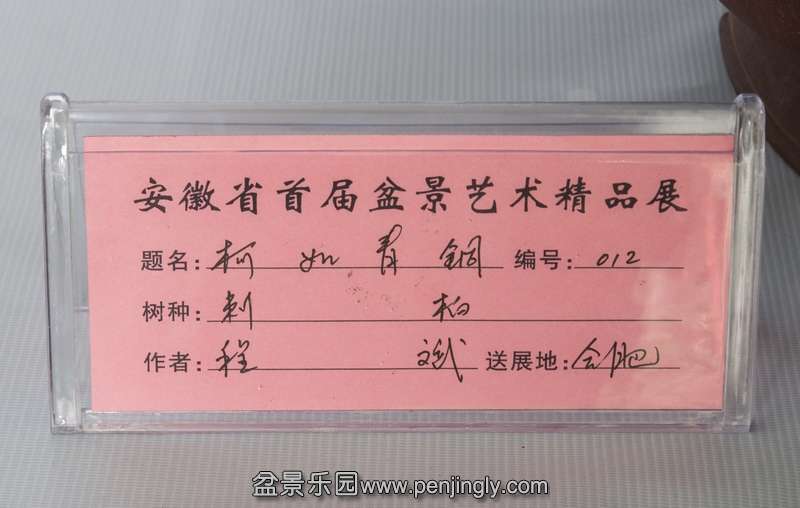 安徽省首届盆景艺术精品展
题名: 柯如青铜 编号: 012
树种: 刺柏
作者: 程文斌 送展地: 合肥
盆景乐园www.penjingly.com